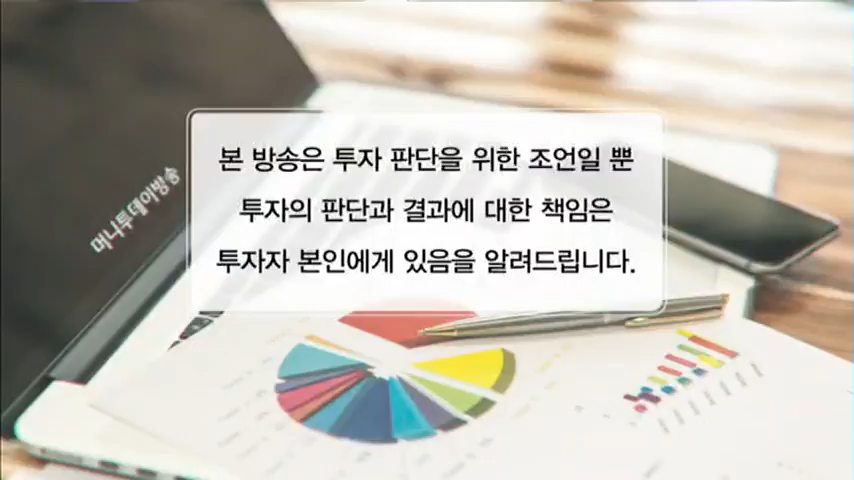 본 방송은 투자 판단을 위한 조언일 뿐
투자의 판단과 결과에 대한 책임은
투자자 본인에게 있음을 알려드립니다.
머니투데이방송